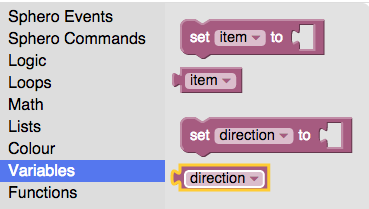 Sphero Events
Sphero Commands
Logic
Loops
Math
Lists
Colour
Variables
Functions
set item to
item
set direction to
direction